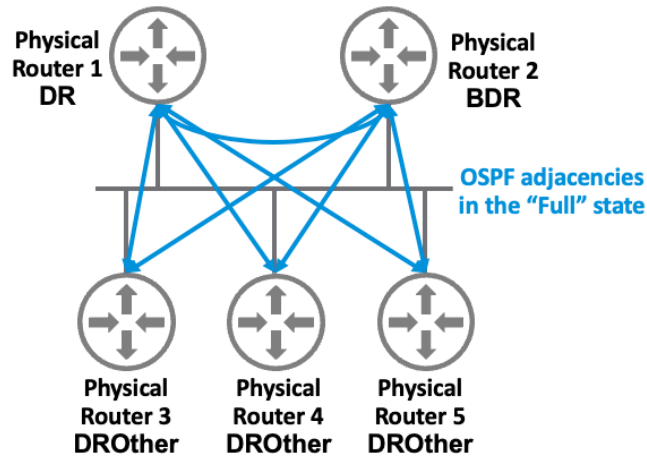 Physical
Router 1
DR
Physical
Router 2
BDR
OSPF adjacencies
in the “Full” state
Physical
Router 3
DROther
Physical
Router 4
DROther
Physical
Router 5
DROther